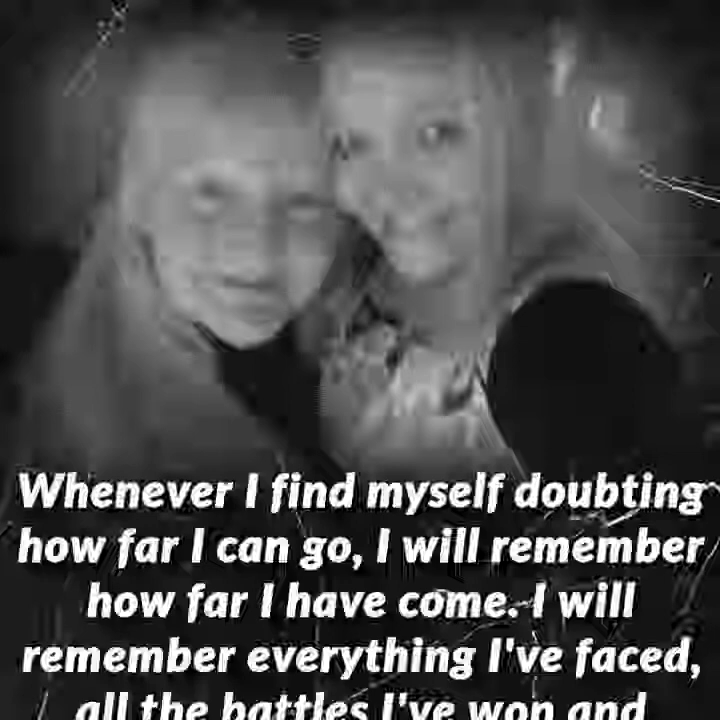 Whenever I find myself doubting
how far I can go, I will remember
how far I have come. I will
remember everything I've faced,
all the battles I've won and